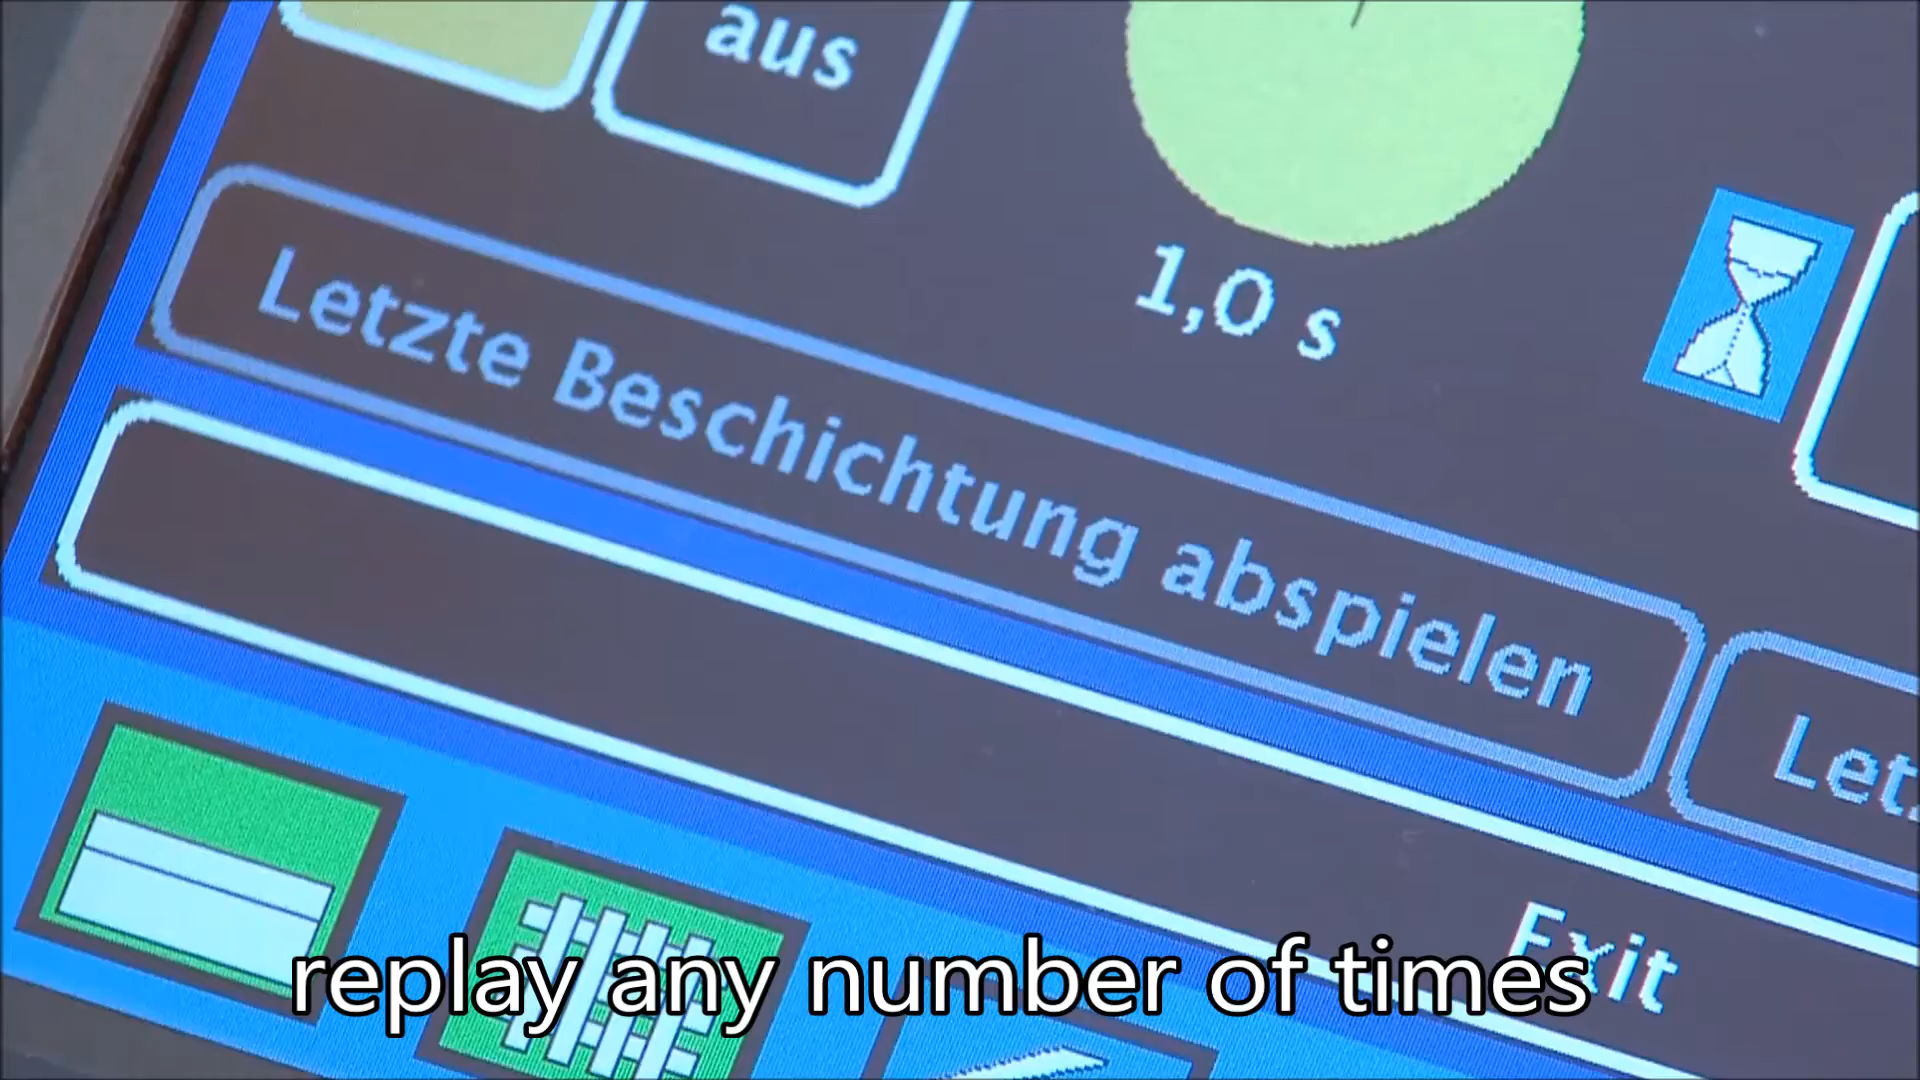 aus
1,0 s
Letzte Beschichtung abspielen
Exit
replay any number of times